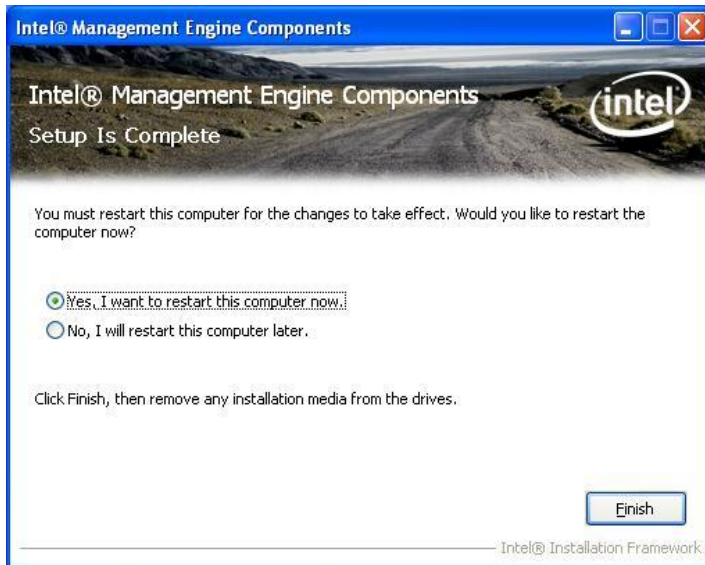 Intel® Management Engine Components
Intel® Management Engine Components
intel
Setup Is Complete
You must restart this computer for the changes to take effect. Would you like to restart the
computer now?
Yes, I want to restart this computer now.
No, I will restart this computer later.
Click Finish, then remove any installation media from the drives.
Finish
Intel® Installation Framework